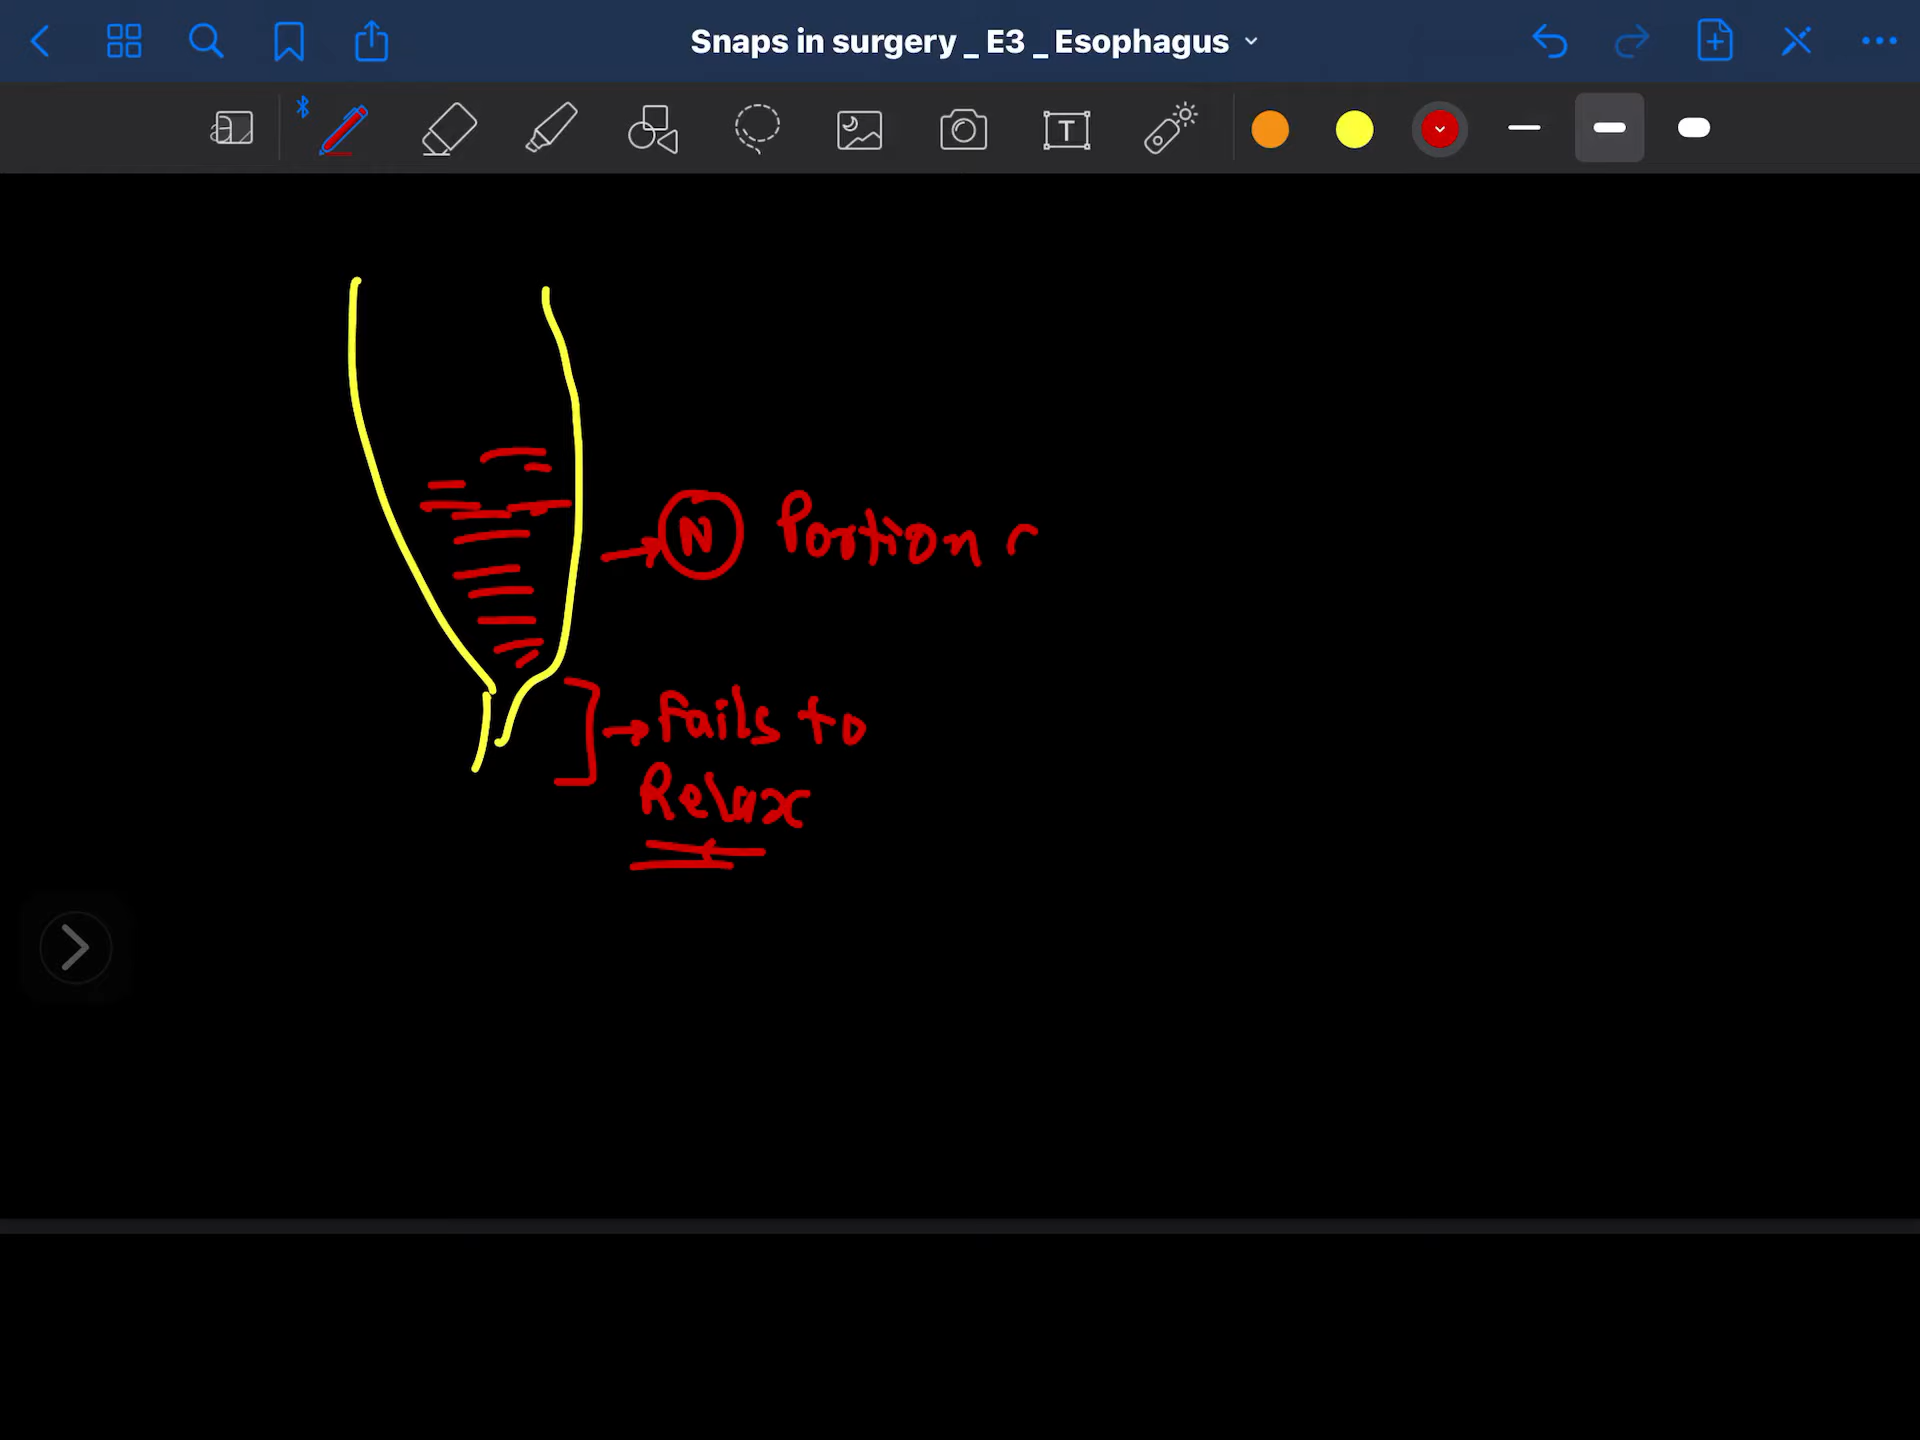 Snaps in surgery _ E3 _ Esophagus
T
→ N Portion
→ Fails to
Relax